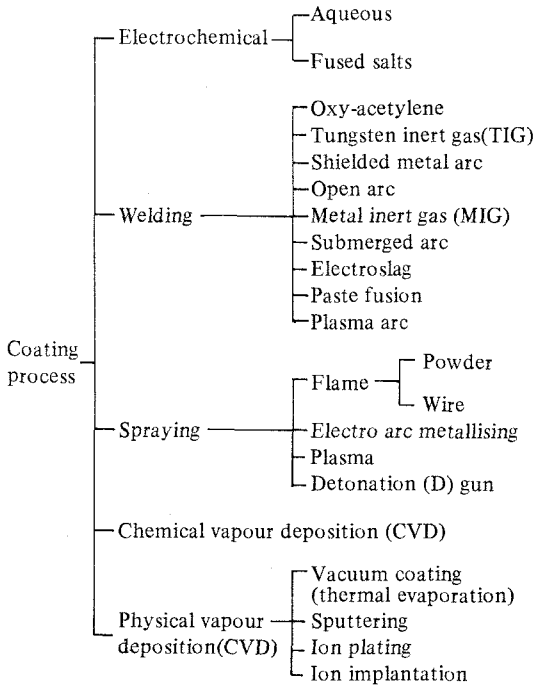 Coating
process
Electrochemical
Aqueous
Fused salts
Welding
Oxy-acetylene
Tungsten inert gas(TIG)
Shielded metal arc
Open arc
Metal inert gas (MIG)
Submerged arc
Electroslag
Paste fusion
Plasma arc
Spraying
Flame
Powder
Wire
Electro arc metallising
Plasma
Detonation (D) gun
Chemical vapour deposition (CVD)
Physical vapour
deposition(CVD)
Vacuum coating
(thermal evaporation)
Sputtering
Ion plating
Ion implantation